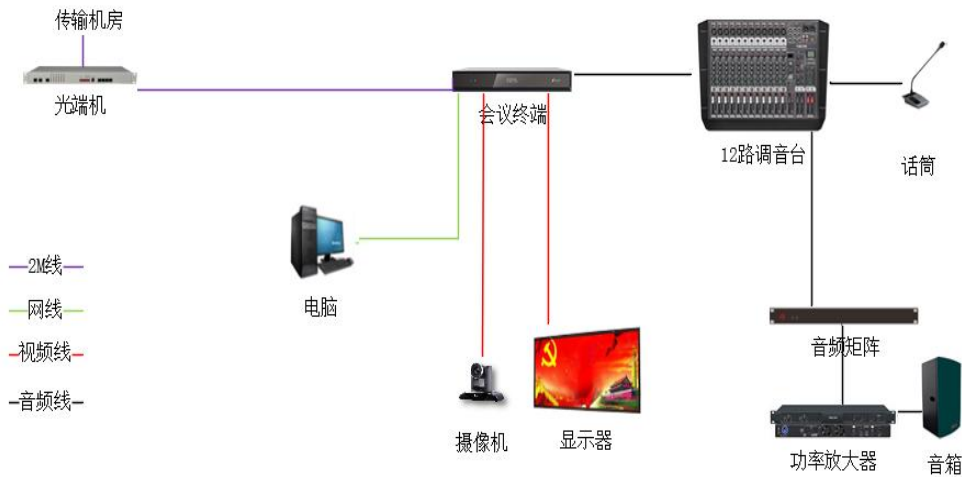 传输机房
光端机
会议终端
12路调音台
话筒
电脑
2M线
网线
视频线
音频线
摄像机
显示器
音频矩阵
功率放大器
音箱